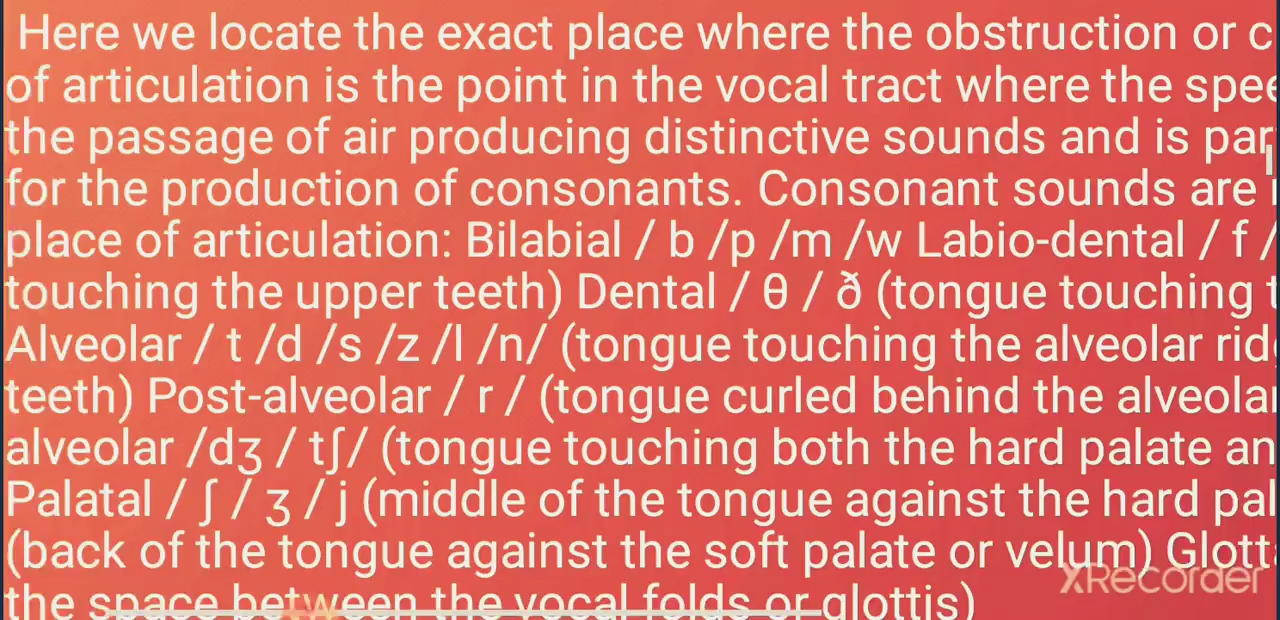 Here we locate the exact place where the obstruction or c
of articulation is the point in the vocal tract where the spee
the passage of air producing distinctive sounds and is par
for the production of consonants. Consonant sounds are
place of articulation: Bilabial / b /p /m /w Labio-dental / f /
touching the upper teeth) Dental / θ / ð (tongue touching t
Alveolar / t /d /s /z /l /n/ (tongue touching the alveolar rid
teeth) Post-alveolar / r / (tongue curled behind the alveola
alveolar /dʒ / tʃ/ (tongue touching both the hard palate an
Palatal / ʃ / ʒ / j (middle of the tongue against the hard pal
(back of the tongue against the soft palate or velum) Glott
the space between the vocal folds or glottis)
XRecorder